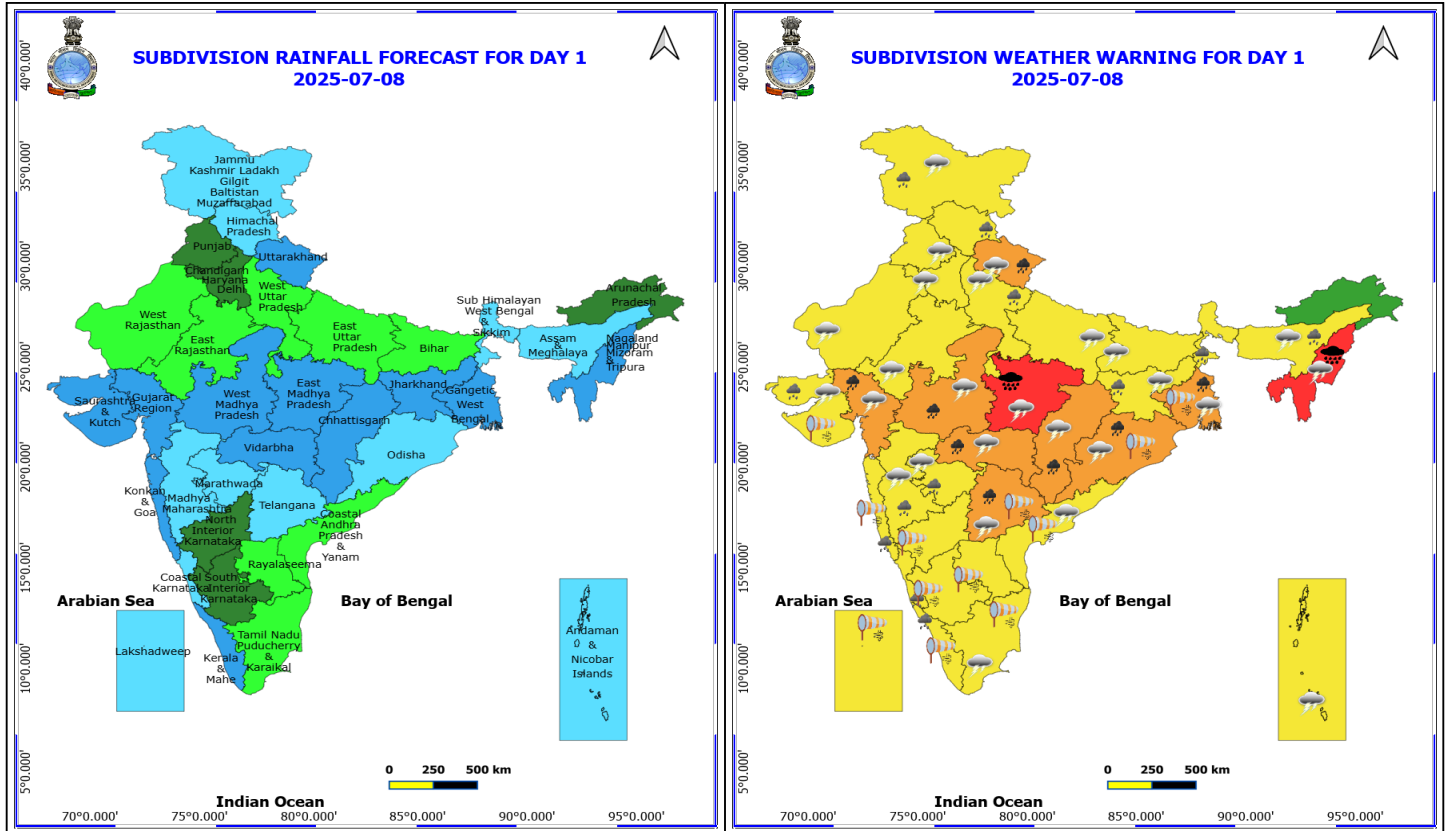 SUBDIVISION RAINFALL FORECAST FOR DAY 1
2025-07-08
40°0.000'
35°0.000'
30°0.000'
25°0.000'
20°0.000'
15°0.000'
10°0.000'
5°0.000'
Jammu
Kashmir Ladakh
Gilgit
Baltistan
Muzaffarabad
Himachal
Pradesh
Punjab
Uttarakhand
Chandigarh
Haryana
Delhi
West
Uttar
Pradesh
West
Rajasthan
East
Rajasthan
East
Uttar
Pradesh
Bihar
Sub Himalayan
West Bengal
&
Sikkim
Arunachal
Pradesh
Assam
&
Meghalaya
Nagaland
Manipur
Mizoram
&
Tripura
Saurashtra
&
Kutch
Gujarat
Region
West
Madhya
Pradesh
East
Madhya
Pradesh
Jharkhand
Gangetic
West
Bengal
Chhattisgarh
Vidarbha
Odisha
Konkan
&
Goa
Madhya
Maharashtra
Marathwada
Telangana
North
Interior
Karnataka
Coastal
Andhra
Pradesh
&
Yanam
Rayalaseema
Coastal
Karnataka
South
Interior
Karnataka
Arabian Sea
Bay of Bengal
Lakshadweep
Kerala
&
Mahe
Tamil Nadu
Puducherry
&
Karaikal
Andaman
&
Nicobar
Islands
0 250 500 km
Indian Ocean
70°0.000' 75°0.000' 80°0.000' 85°0.000' 90°0.000' 95°0.000'
SUBDIVISION WEATHER WARNING FOR DAY 1
2025-07-08
40°0.000'
35°0.000'
30°0.000'
25°0.000'
20°0.000'
15°0.000'
10°0.000'
5°0.000'
Arabian Sea
Bay of Bengal
0 250 500 km
Indian Ocean
70°0.000' 75°0.000' 80°0.000' 85°0.000' 90°0.000' 95°0.000'